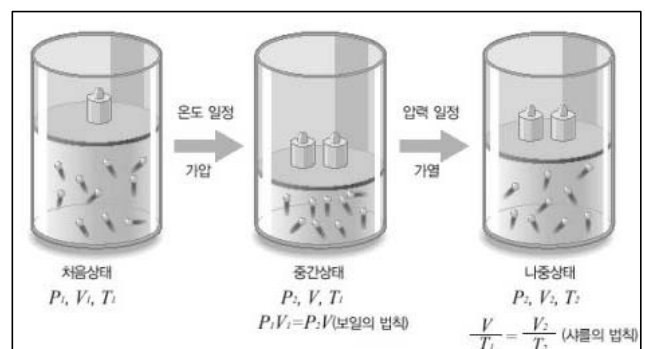 온도 일정
가압
압력 일정
가열
처음상태
P₁, V₁, T₁
중간상태
P₂, V, T₁
P₁V₁=P₂V(보일의 법칙)
나중상태
P₂, V₂, T₂
V/T₁ = V₂/T₂ (샤를의 법칙)